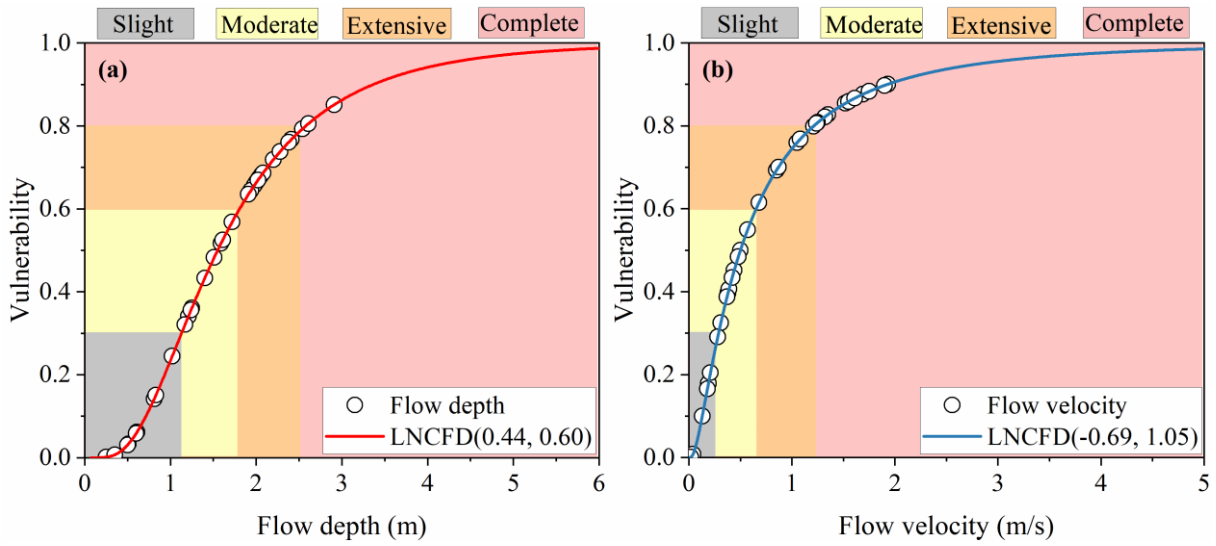 Slight Moderate Extensive Complete
(a)
Vulnerability
1.0
0.8
0.6
0.4
0.2
0.0
Flow depth
LNCFD(0.44, 0.60)
0 1 2 3 4 5 6
Flow depth (m)
Slight Moderate Extensive Complete
(b)
Vulnerability
1.0
0.8
0.6
0.4
0.2
0.0
Flow velocity
LNCFD(-0.69, 1.05)
0 1 2 3 4 5
Flow velocity (m/s)